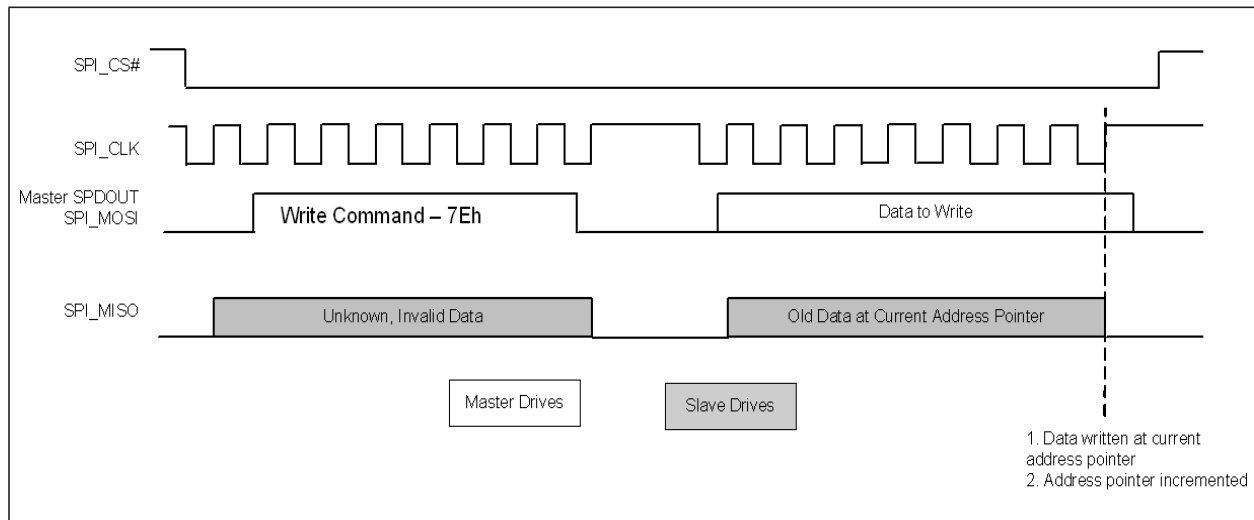 SPI_CS#
SPI_CLK
Master SPDOUT
SPI_MOSI
Write Command – 7Eh
Data to Write
SPI_MISO
Unknown, Invalid Data
Old Data at Current Address Pointer
Master Drives
Slave Drives
1. Data written at current
address pointer
2. Address pointer incremented